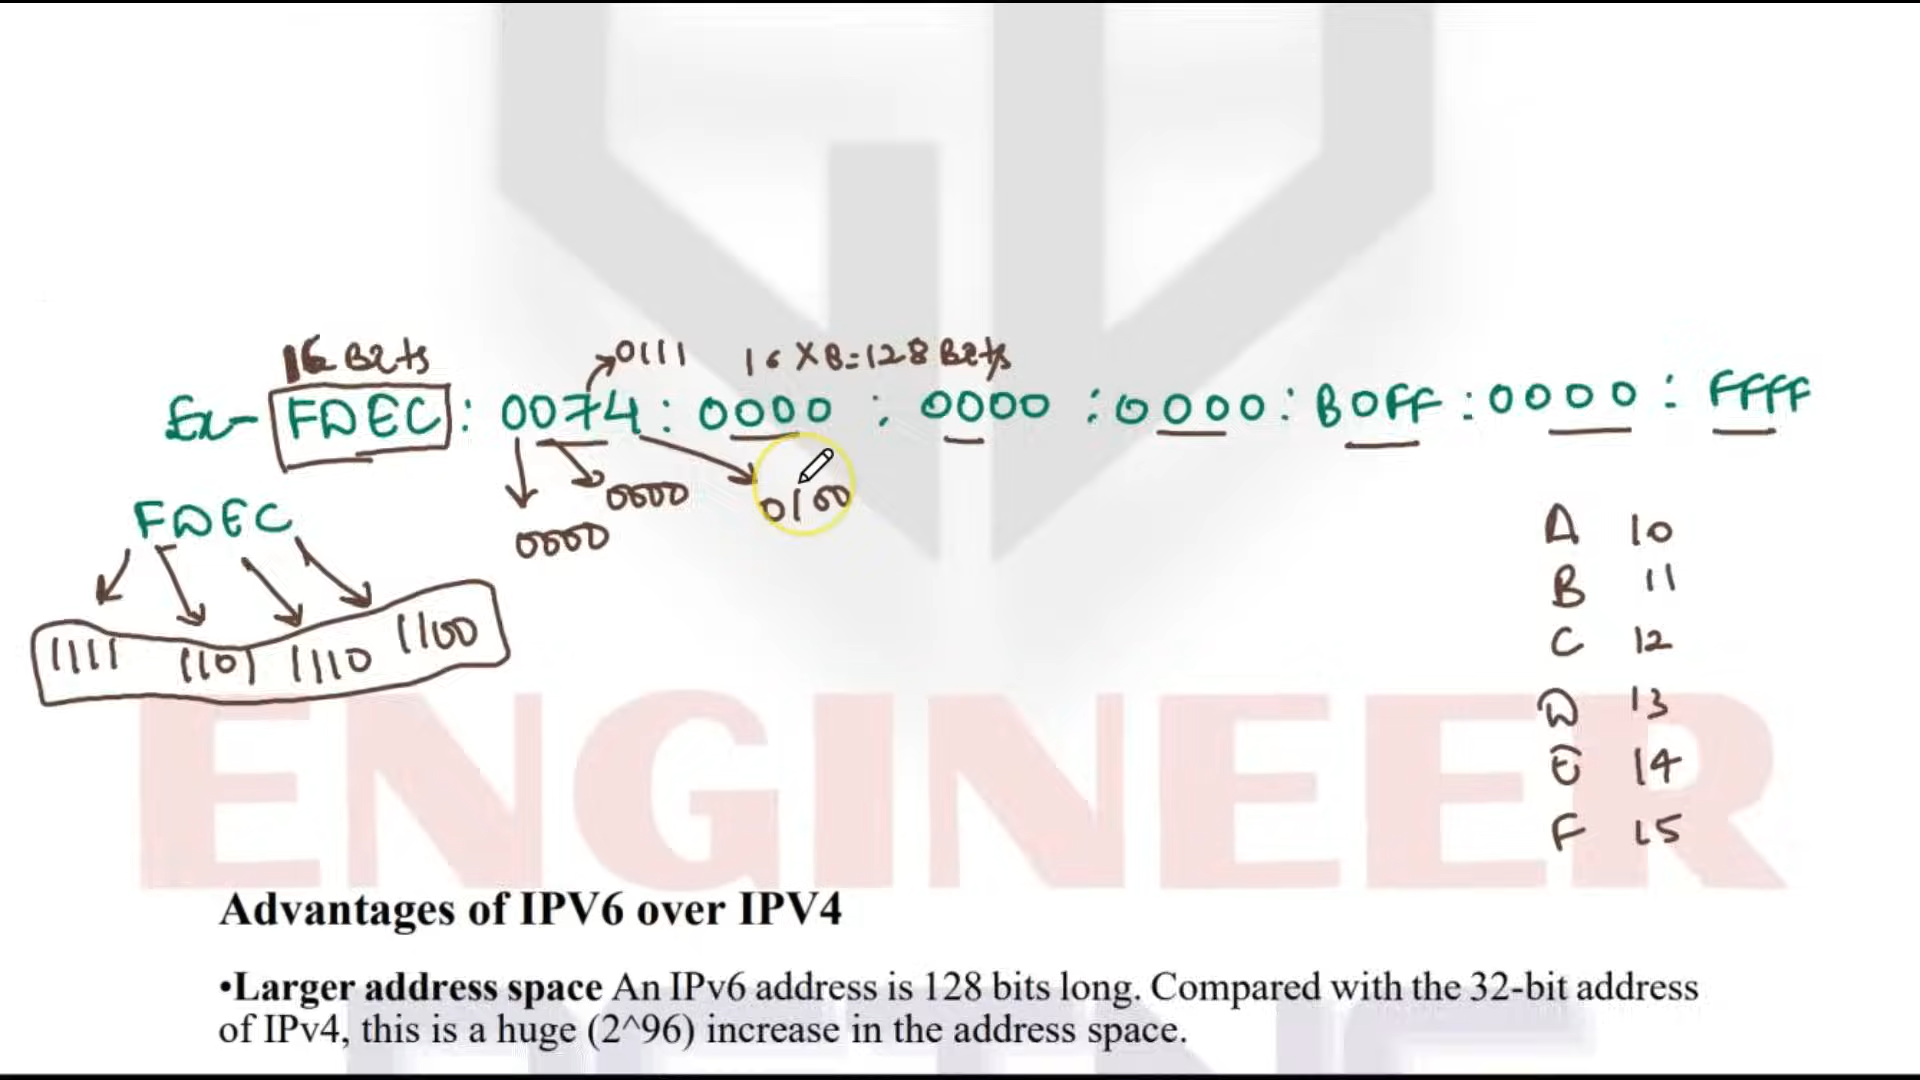 16 Bits
0111
16 X 8 = 128 Bits
Ex- FDEC : 0074 : 0000 : 0000 : 0000 : B0FF : 0000 : FFFF
0000
0100
0000
FDEC
1111 1101 1110 1100
A 10
B 11
C 12
D 13
E 14
F 15
ENGINEER
Advantages of IPV6 over IPV4
•Larger address space An IPv6 address is 128 bits long. Compared with the 32-bit address
of IPv4, this is a huge (2^96) increase in the address space.